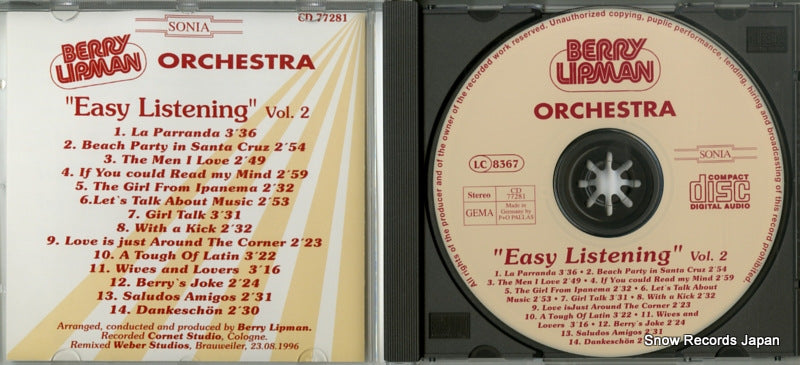 SONIA
CD 77281
BERRY
LIPMAN
ORCHESTRA
"Easy Listening" Vol. 2
1. La Parranda 3´36
2. Beach Party in Santa Cruz 2´54
3. The Men I Love 2´49
4. If You could Read my Mind 2´59
5. The Girl From Ipanema 2´32
6.Let´s Talk About Music 2´53
7. Girl Talk 3´31
8. With a Kick 2´32
9. Love is just Around The Corner 2´23
10. A Tough Of Latin 3´22
11. Wives and Lovers 3´16
12. Berry´s Joke 2´24
13. Saludos Amigos 2´31
14. Dankeschön 2´30
Arranged, conducted and produced by Berry Lipman.
Recorded Cornet Studio, Cologne.
Remixed Weber Studios, Brauweiler, 23.08.1996
All rights of the producer and of the owner of the recorded work reserved. Unauthorized copying, public performance, lending, hiring and broadcasting of this record prohibited.
BERRY
LIPMAN
ORCHESTRA
LC 8367
SONIA
Stereo
CD
77281
GEMA
Made in
Germany by
P+O PALLAS
COMPACT
disc
DIGITAL AUDIO
"Easy Listening" Vol. 2
1. La Parranda 3´36 • 2. Beach Party in Santa Cruz 2´54
3. The Men I Love 2´49 • 4. If You could Read my Mind 2´59
5. The Girl From Ipanema 2´32 • 6. Let´s Talk About
Music 2´53 • 7. Girl Talk 3´31 • 8. With a Kick 2´32
9. Love isJust Around The Corner 2´23
10. A Tough Of Latin 3´22 • 11. Wives and
Lovers 3´16 • 12. Berry´s Joke 2´24
13. Saludos Amigos 2´31
14. Dankeschön 2
Snow Records Japan